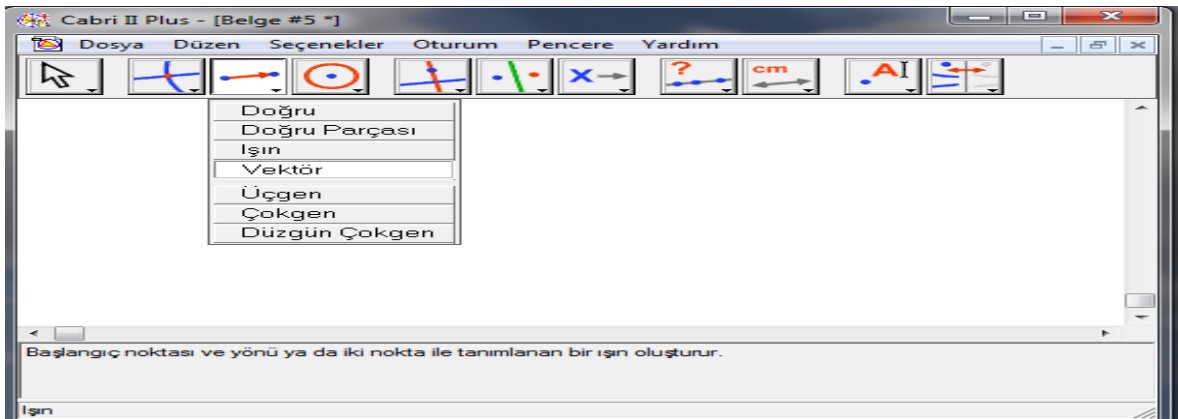 Cabri II Plus - [Belge #5 *]
Dosya Düzen Seçenekler Oturum Pencere Yardım
? cm A
Doğru
Doğru Parçası
Işın
Vektör
Üçgen
Çokgen
Düzgün Çokgen
Başlangıç noktası ve yönü ya da iki nokta ile tanımlanan bir ışın oluşturur.
Işın